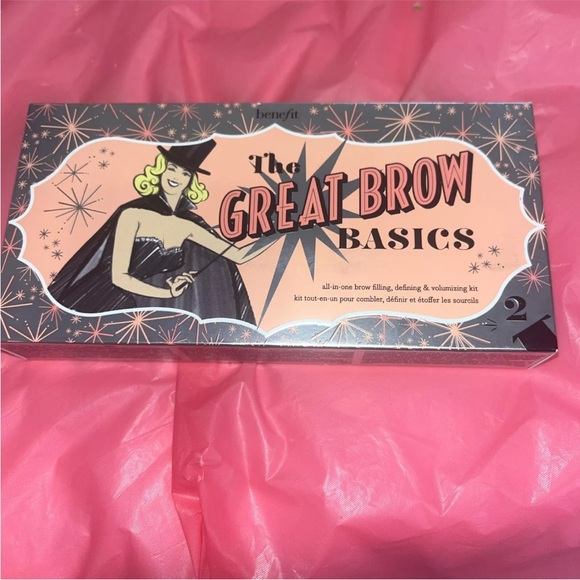 benefit
The
GREAT BROW
BASICS
all-in-one brow filling, defining & volumizing kit
kit tout-en-un pour combler, définir et étoffer les sourcils
2